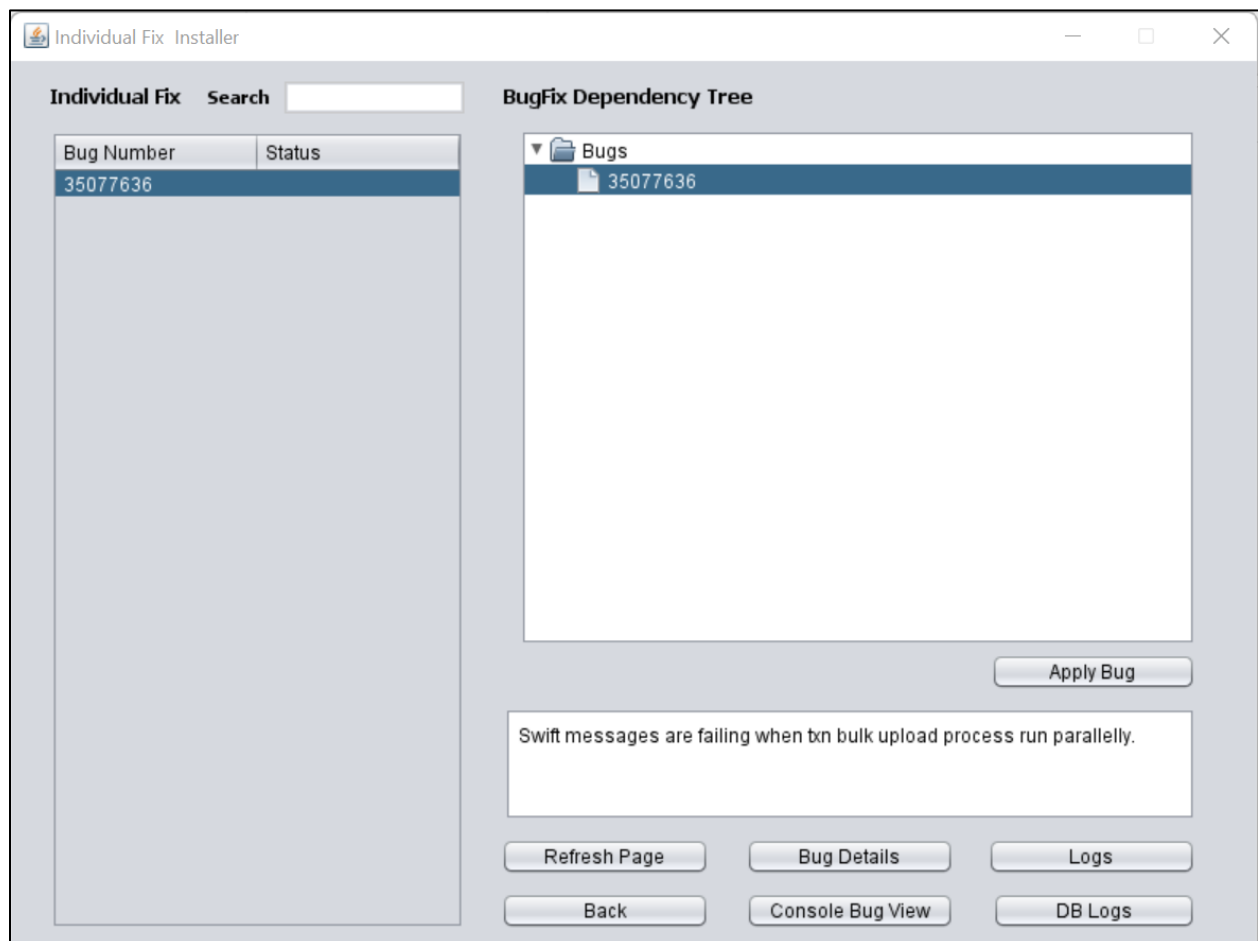 Individual Fix Installer
Individual Fix Search
Bug Number Status
35077636
BugFix Dependency Tree
Bugs
35077636
Apply Bug
Swift messages are failing when txn bulk upload process run parallelly.
Refresh Page Bug Details Logs
Back Console Bug View DB Logs